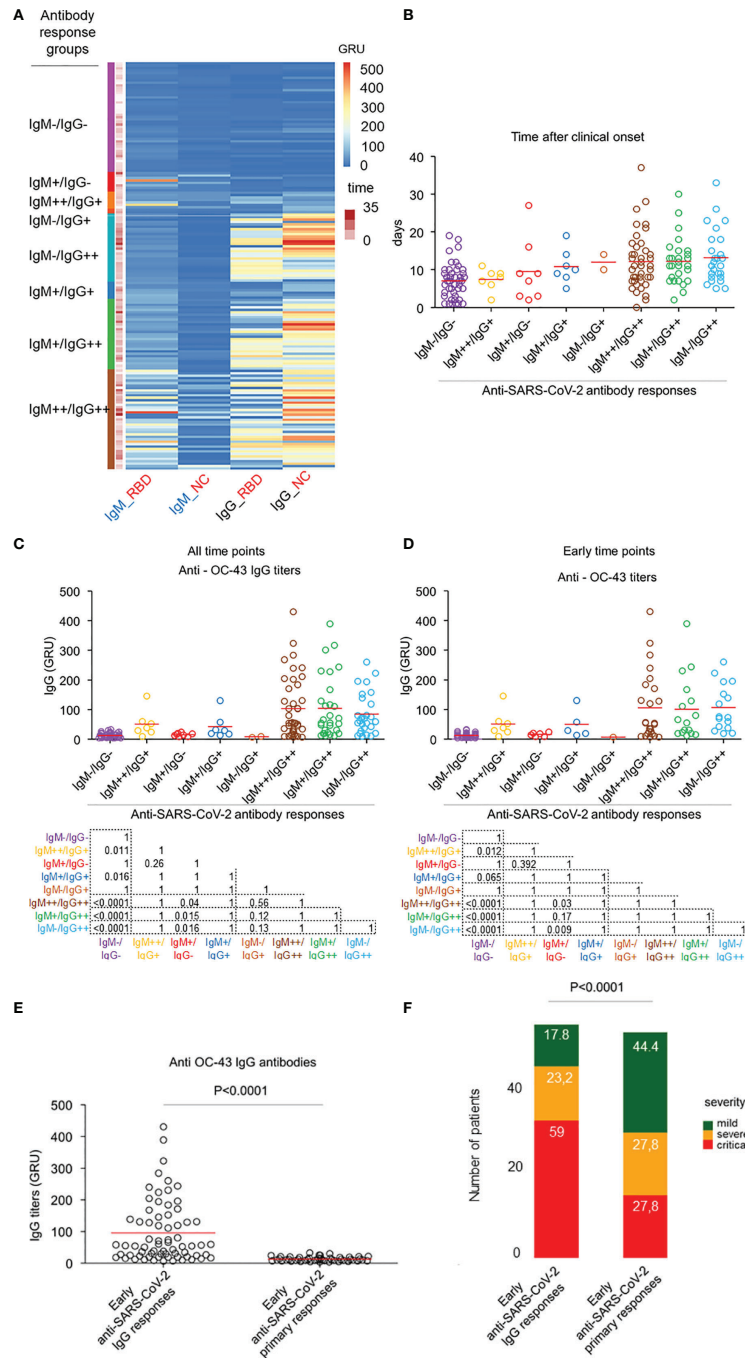 A
Antibody
response
groups
GRU
500
400
300
200
100
0
time
35
0
IgM-/IgG-
IgM+/IgG-
IgM++/IgG+
IgM-/IgG+
IgM-/IgG++
IgM+/IgG+
IgM+/IgG++
IgM++/IgG++
IgM_RBD
IgM_NC
IgG_RBD
IgG_NC
B
Time after clinical onset
days
40
30
20
10
0
IgM-/IgG-
IgM++/IgG+
IgM+/IgG-
IgM+/IgG+
IgM-/IgG+
IgM++/IgG++
IgM+/IgG++
IgM-/IgG++
Anti-SARS-CoV-2 antibody responses
C
All time points
Anti - OC-43 IgG titers
IgG (GRU)
500
400
300
200
100
0
IgM-/IgG-
IgM++/IgG+
IgM+/IgG-
IgM+/IgG+
IgM-/IgG+
IgM++/IgG++
IgM+/IgG++
IgM-/IgG++
Anti-SARS-CoV-2 antibody responses
IgM-/IgG- 1
IgM++/IgG+ 0.011 1
IgM+/IgG- 1 0.26 1
IgM+/IgG+ 0.016 1 1 1
IgM-/IgG+ 1 1 1 1 1
IgM++/IgG++ <0.0001 1 0.04 1 0.56 1
IgM+/IgG++ <0.0001 1 0.015 1 0.12 1 1
IgM-/IgG++ <0.0001 1 0.016 1 0.13 1 1 1
IgM-/ IgM++/ IgM+/ IgM+/ IgM-/ IgM++/ IgM+/ IgM-/
IgG- IgG+ IgG- IgG+ IgG+ IgG++ IgG++ IgG++
D
Early time points
Anti - OC-43 titers
IgG (GRU)
500
400
300
200
100
0
IgM-/IgG-
IgM++/IgG+
IgM+/IgG-
IgM+/IgG+
IgM-/IgG+
IgM++/IgG++
IgM+/IgG++
IgM-/IgG++
Anti-SARS-CoV-2 antibody responses
IgM-/IgG- 1
IgM++/IgG+ 0.012 1
IgM+/IgG- 1 0.392 1
IgM+/IgG+ 0.065 1 1 1
IgM-/IgG+ 1 1 1 1 1
IgM++/IgG++ <0.0001 1 0.03 1 1 1
IgM+/IgG++ <0.0001 1 0.17 1 1 1 1
IgM-/IgG++ <0.0001 1 0.009 1 1 1 1 1
IgM-/ IgM++/ IgM+/ IgM+/ IgM-/ IgM++/ IgM+/ IgM-/
IgG- IgG+ IgG- IgG+ IgG+ IgG++ IgG++ IgG++
E
Anti OC-43 IgG antibodies
P<0.0001
IgG titers (GRU)
500
400
300
200
100
0
Early
anti-SARS-CoV-2
IgG responses
Early
anti-SARS-CoV-2
primary responses
F
P<0.0001
Number of patients
40
20
0
17.8
23,2
59
44.4
27,8
27,8
severity
mild
severe
critical
Early
anti-SARS-CoV-2
IgG responses
Early
anti-SARS-CoV-2
primary responses